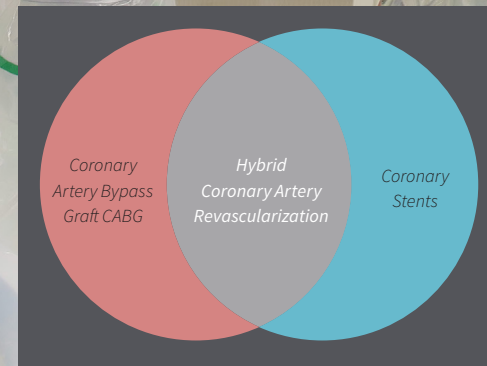 Coronary
Artery Bypass
Graft CABG
Hybrid
Coronary Artery
Revascularization
Coronary
Stents